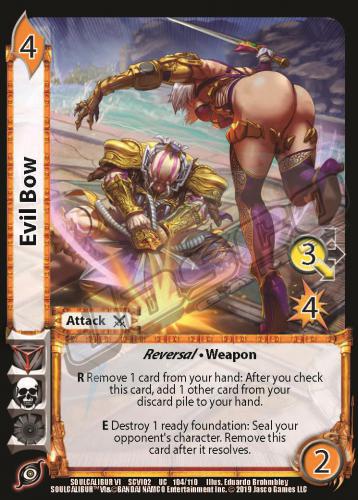 4
Evil Bow
3
4
Attack
Reversal • Weapon
R Remove 1 card from your hand: After you check
this card, add 1 other card from your
discard pile to your hand.
E Destroy 1 ready foundation: Seal your
opponent's character. Remove this
card after it resolves.
2
SOULCALIBUR VI SCVI02 UC 104/110 Illus. Eduardo Brohmbley
SOULCALIBUR™VI&©BANDAI NAMCO Entertainment Inc. © 2019 Jasco Games LLC